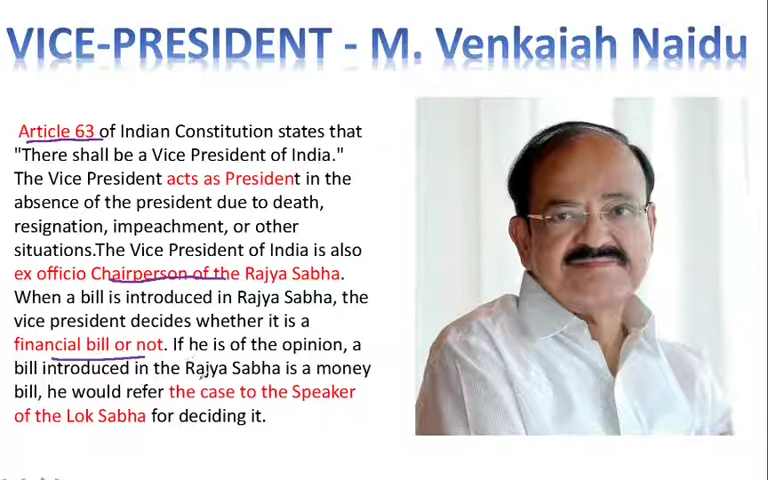 VICE-PRESIDENT - M. Venkaiah Naidu
Article 63 of Indian Constitution states that
"There shall be a Vice President of India."
The Vice President acts as President in the
absence of the president due to death,
resignation, impeachment, or other
situations.The Vice President of India is also
ex officio Chairperson of the Rajya Sabha.
When a bill is introduced in Rajya Sabha, the
vice president decides whether it is a
financial bill or not. If he is of the opinion, a
bill introduced in the Rajya Sabha is a money
bill, he would refer the case to the Speaker
of the Lok Sabha for deciding it.